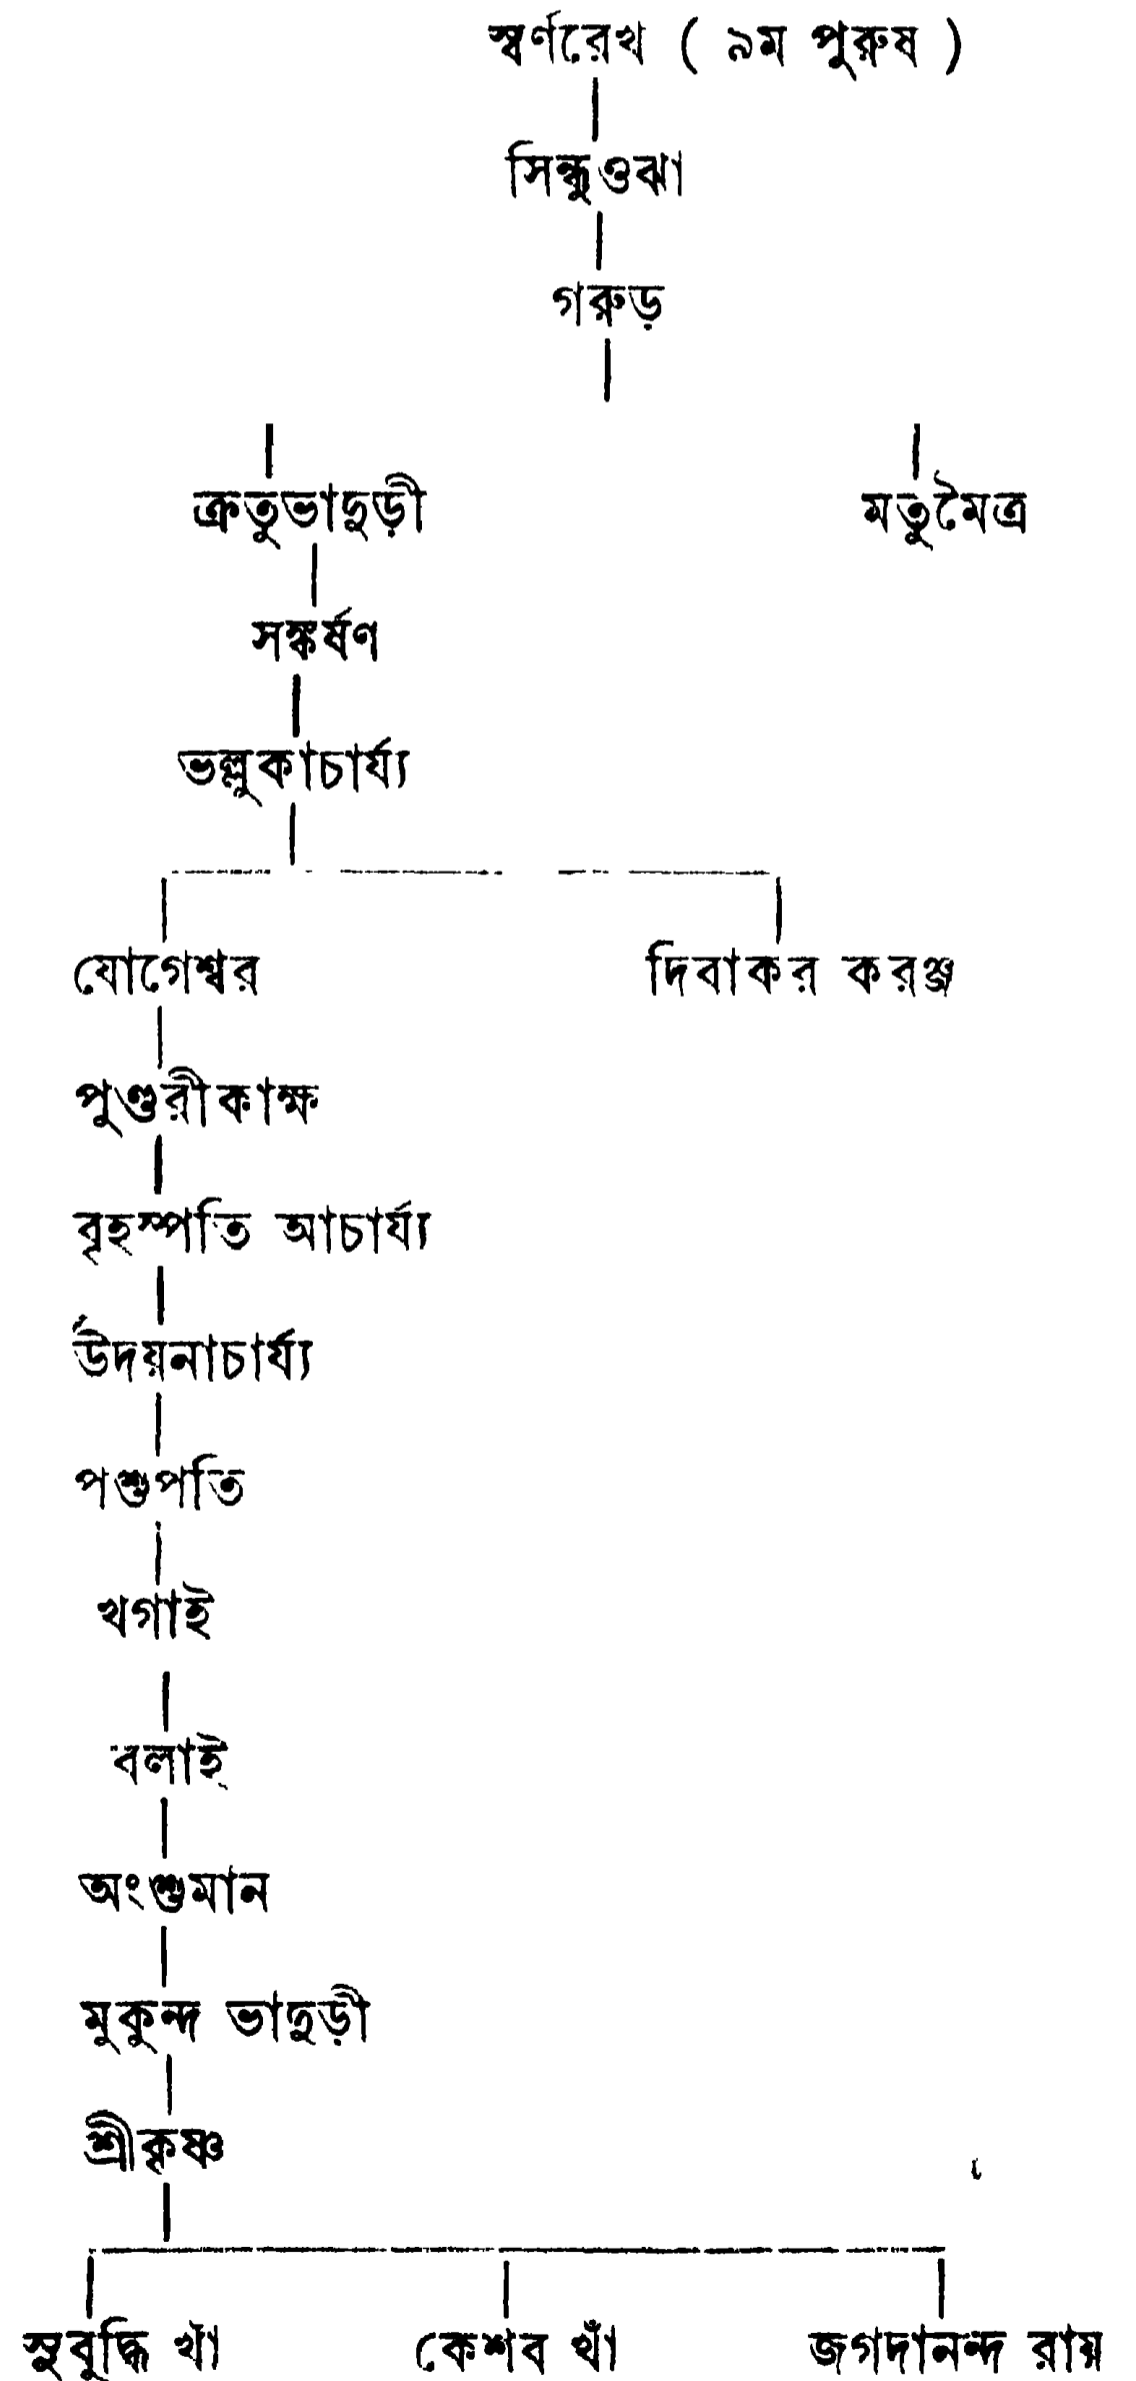 স্বর্ণরেখ ( ৯ম পুরুষ )
সিন্ধুওঝা
গরুড়
ক্রতুভাদুড়ী মতুমৈত্র
সঙ্কর্ষণ
ভল্লুকাচার্য্য
যোগেশ্বর দিবাকর করঞ্জ
পুণ্ডরীকাক্ষ
বৃহস্পতি আচার্য্য
উদয়নাচার্য্য
পশুপতি
খগাই
বলাই
অংশুমান
মুকুন্দ ভাদুড়ী
শ্রীকৃষ্ণ
সুবুদ্ধি খাঁ কেশব খাঁ জগদানন্দ রায়